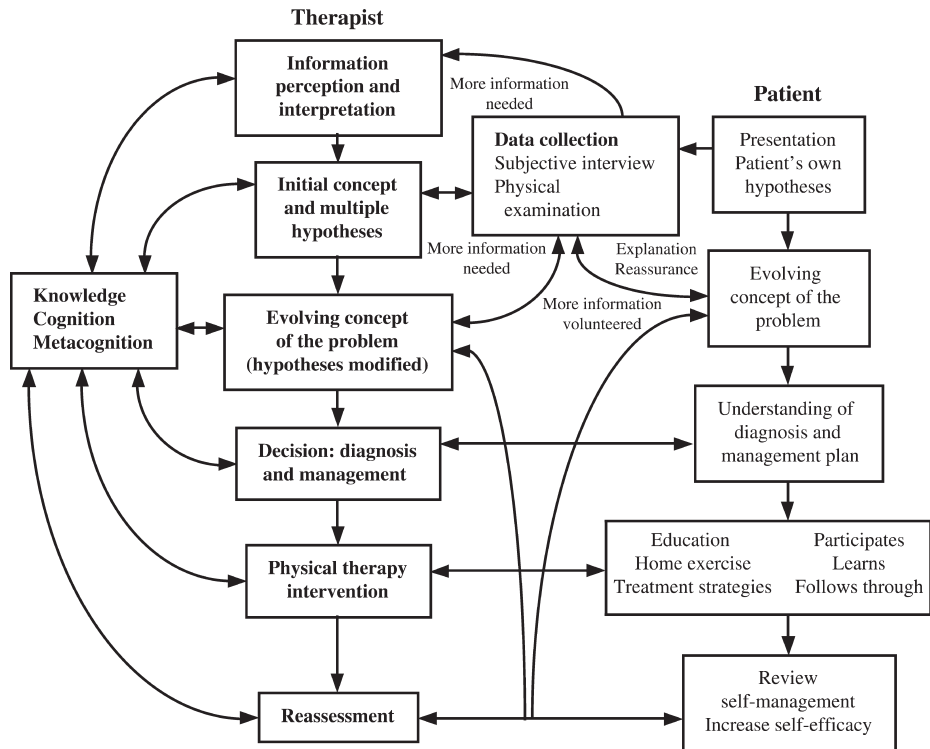 Therapist
Information
perception and
interpretation
More information
needed
Patient
Data collection
Subjective interview
Physical
examination
Presentation
Patient's own
hypotheses
Initial concept
and multiple
hypotheses
More information
needed
Explanation
Reassurance
More information
volunteered
Knowledge
Cognition
Metacognition
Evolving concept
of the problem
(hypotheses modified)
Evolving
concept of the
problem
Decision: diagnosis
and management
Understanding of
diagnosis and
management plan
Physical therapy
intervention
Education
Home exercise
Treatment strategies
Participates
Learns
Follows through
Reassessment
Review
self-management
Increase self-efficacy